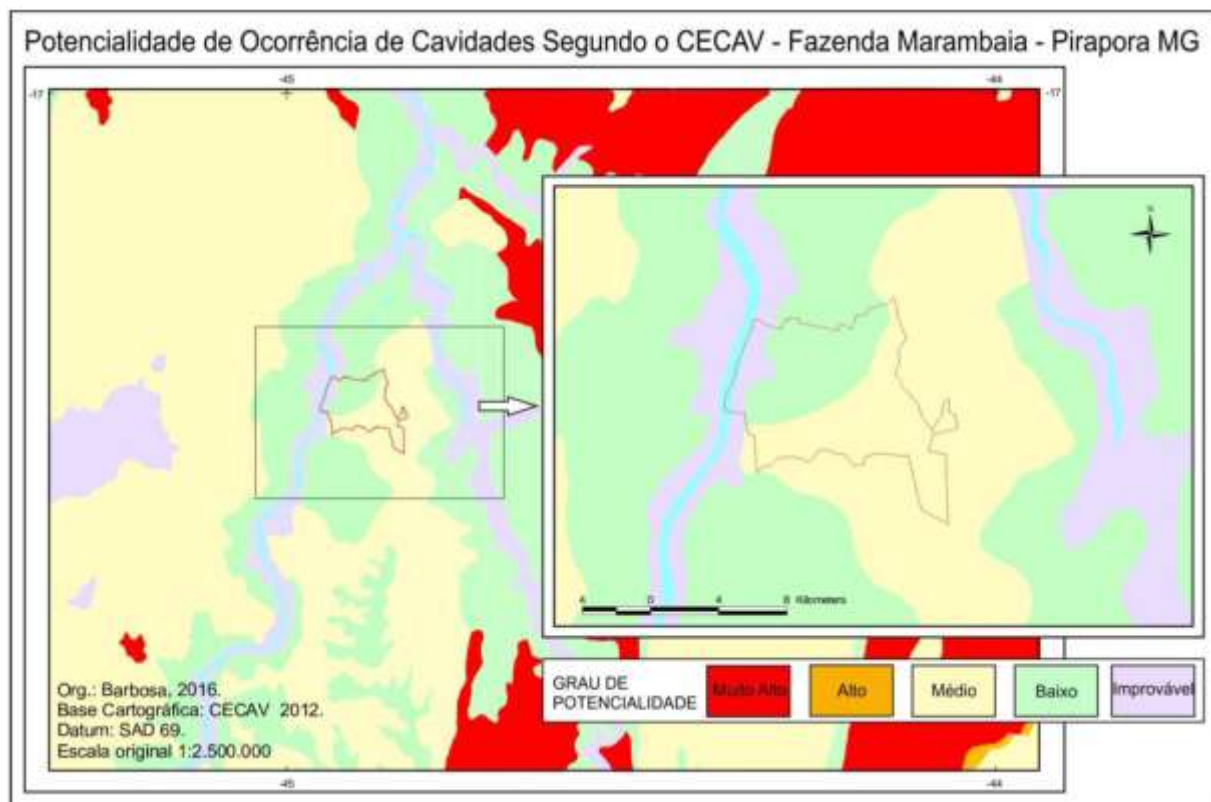 Potencialidade de Ocorrência de Cavidades Segundo o CECAV - Fazenda Marambaia - Pirapora MG
-45
-44
-17
-17
N
4 0 4 8 Kilometers
Org.: Barbosa, 2016.
Base Cartográfica: CECAV 2012.
Datum: SAD 69.
Escala original 1:2.500.000
GRAU DE
POTENCIALIDADE
Muito Alto
Alto
Médio
Baixo
Improvável
-45
-44